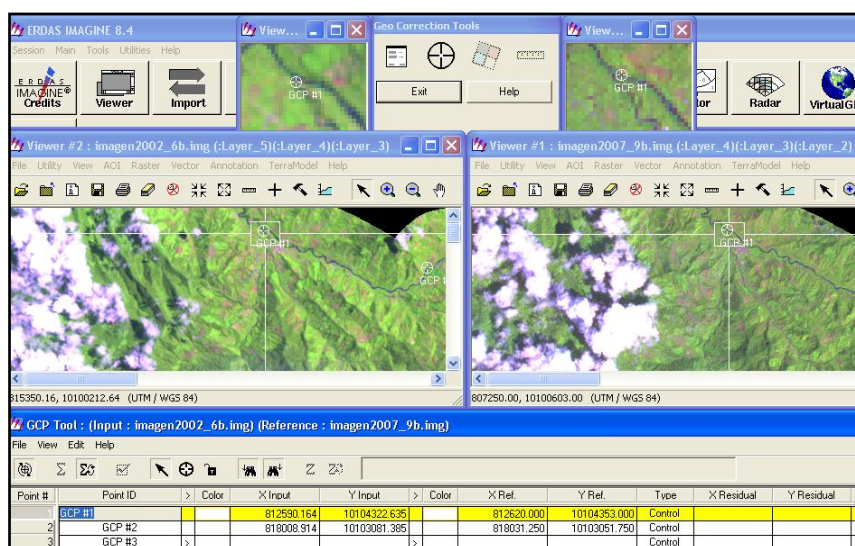 ERDAS IMAGINE 8.4
Session Main Tools Utilities Help
ERDAS
IMAGINE®
Credits
Viewer
Import
View...
GCP #1
Geo Correction Tools
Exit
Help
View...
GCP #1
Radar
Viewer #2 : imagen2002_6b.img (:Layer_5)(:Layer_4)(:Layer_3)
File Utility View AOI Raster Vector Annotation TerraModel Help
GCP #1
GCP #
815350.16, 10100212.64 (UTM / WGS 84)
Viewer #1 : imagen2007_9b.img (:Layer_4)(:Layer_3)(:Layer_2)
File Utility View AOI Raster Vector Annotation TerraModel Help
GCP #1
807250.00, 10100603.00 (UTM / WGS 84)
GCP Tool : (Input : imagen2002_6b.img) (Reference : imagen2007_9b.img)
File View Edit Help
Point # Point ID > Color X Input Y Input > Color X Ref. Y Ref. Type X Residual Y Residual
1 GCP #1 812590.164 10104322.635 812620.000 10104353.000 Control
2 GCP #2 818008.914 10103081.385 818031.250 10103051.750 Control
3 GCP #3 > > Control